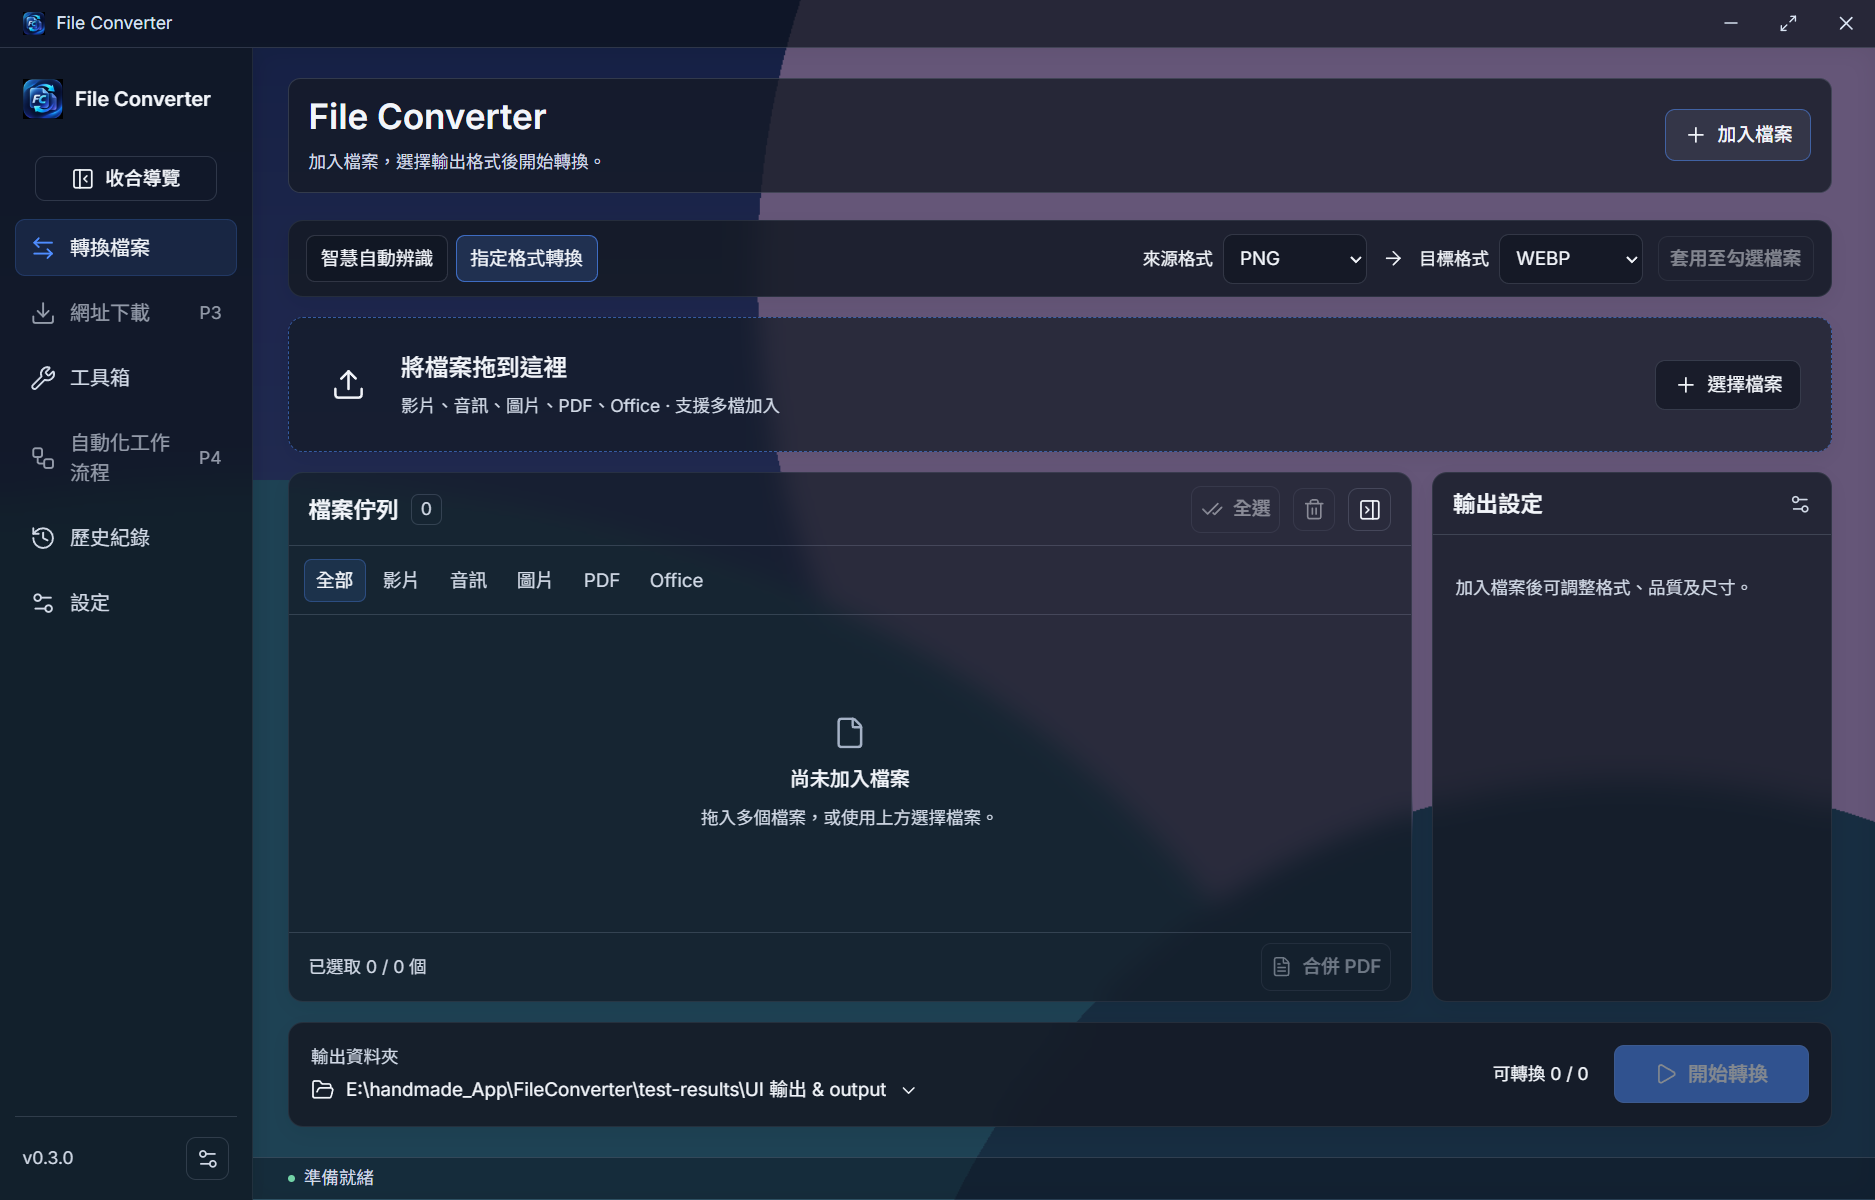 File Converter
File Converter
收合導覽
轉換檔案
網址下載 P3
工具箱
自動化工作
流程 P4
歷史紀錄
設定
v0.3.0
File Converter
加入檔案，選擇輸出格式後開始轉換。
加入檔案
智慧自動辨識 指定格式轉換 來源格式 PNG 目標格式 WEBP 套用至勾選檔案
將檔案拖到這裡
影片、音訊、圖片、PDF、Office · 支援多檔加入
選擇檔案
檔案佇列 0 全選
全部 影片 音訊 圖片 PDF Office
尚未加入檔案
拖入多個檔案，或使用上方選擇檔案。
已選取 0 / 0 個 合併 PDF
輸出設定
加入檔案後可調整格式、品質及尺寸。
輸出資料夾
E:\handmade_App\FileConverter\test-results\UI 輸出 & output
可轉換 0 / 0 開始轉換
準備就緒